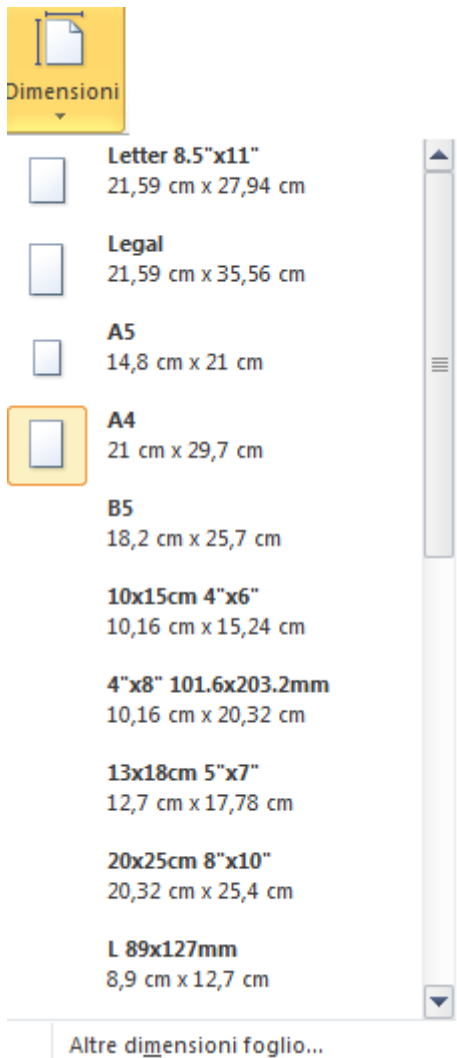 Dimensioni
Letter 8.5"x11"
21,59 cm x 27,94 cm
Legal
21,59 cm x 35,56 cm
A5
14,8 cm x 21 cm
A4
21 cm x 29,7 cm
B5
18,2 cm x 25,7 cm
10x15cm 4"x6"
10,16 cm x 15,24 cm
4"x8" 101.6x203.2mm
10,16 cm x 20,32 cm
13x18cm 5"x7"
12,7 cm x 17,78 cm
20x25cm 8"x10"
20,32 cm x 25,4 cm
L 89x127mm
8,9 cm x 12,7 cm
Altre dimensioni foglio...